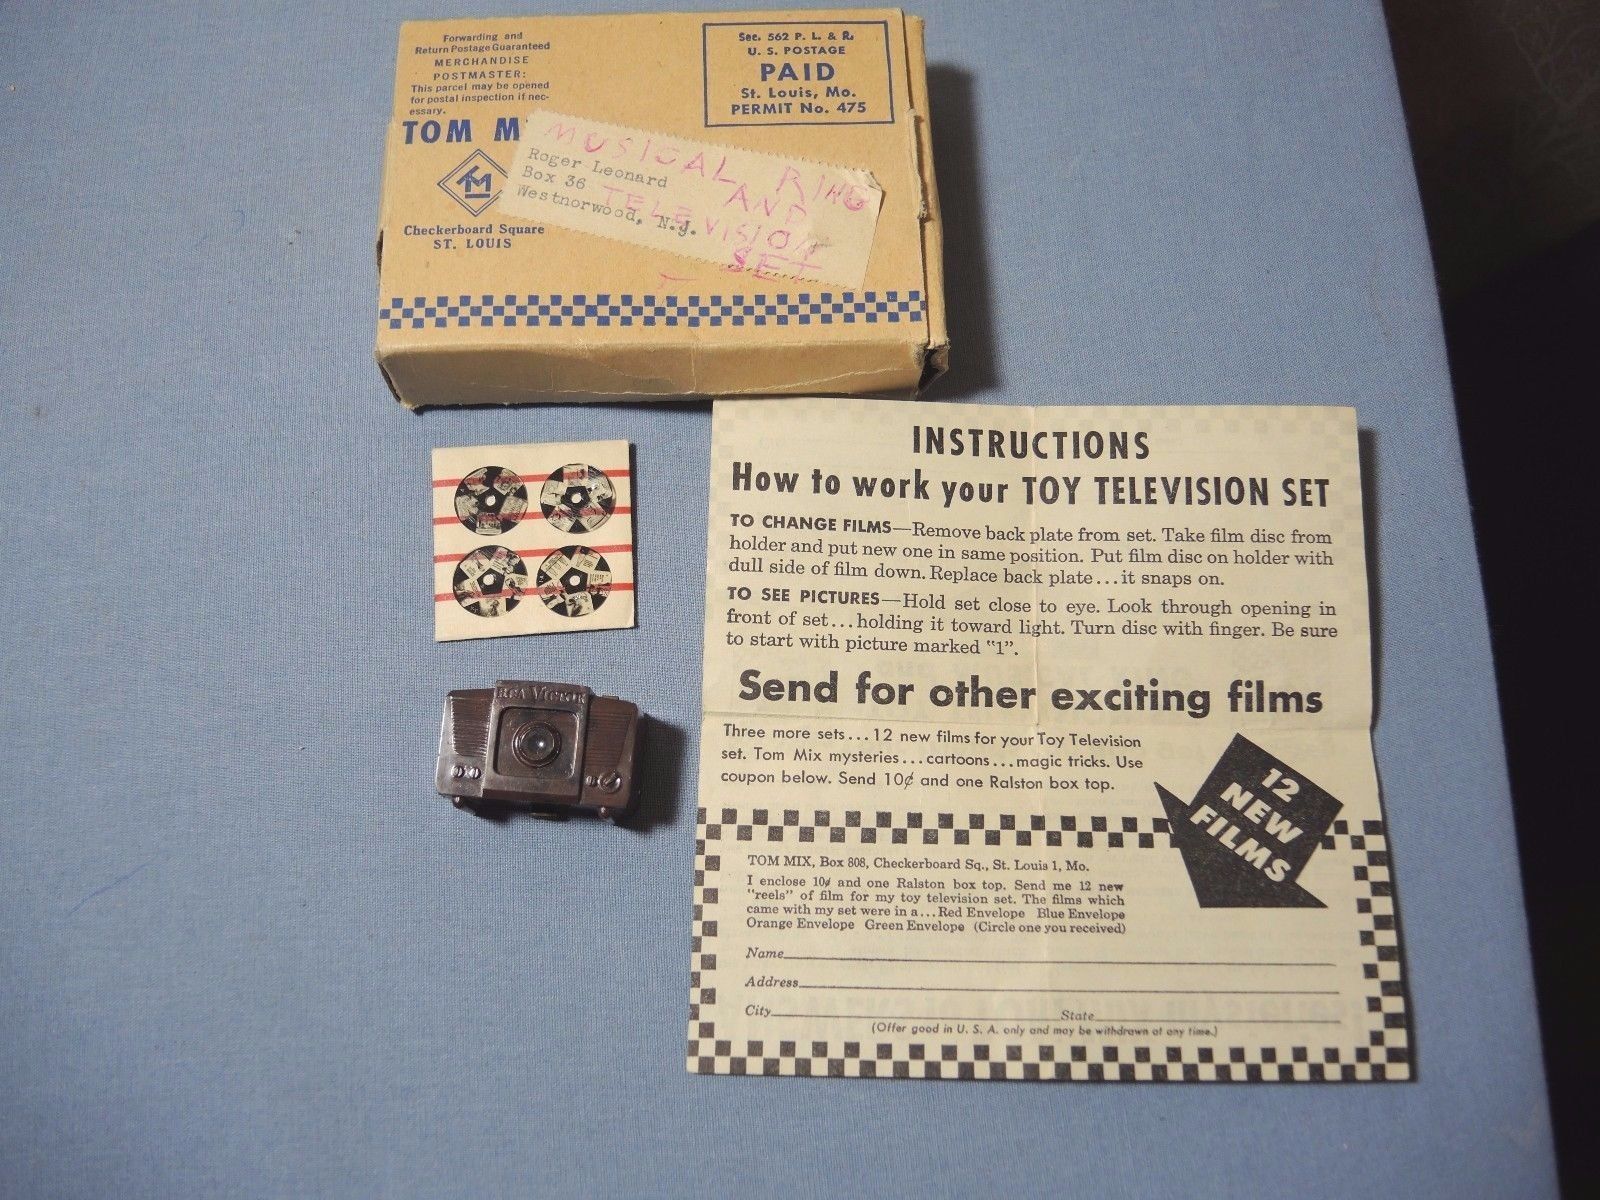 Forwarding and
Return Postage Guaranteed
MERCHANDISE
POSTMASTER:
This parcel may be opened
for postal inspection if nec-
essary.
TOM M
TM
Checkerboard Square
ST. LOUIS
Sec. 562 P. L. & R.
U. S. POSTAGE
PAID
St. Louis, Mo.
PERMIT No. 475
MUSICAL RING
AND
TELEVISION
SET
Roger Leonard
Box 36
Westnorwood, N.J.
RCA VICTOR
INSTRUCTIONS
How to work your TOY TELEVISION SET
TO CHANGE FILMS—Remove back plate from set. Take film disc from
holder and put new one in same position. Put film disc on holder with
dull side of film down. Replace back plate...it snaps on.
TO SEE PICTURES—Hold set close to eye. Look through opening in
front of set...holding it toward light. Turn disc with finger. Be sure
to start with picture marked "1".
Send for other exciting films
Three more sets...12 new films for your Toy Television
set. Tom Mix mysteries...cartoons...magic tricks. Use
coupon below. Send 10¢ and one Ralston box top.
12
NEW
FILMS
TOM MIX, Box 808, Checkerboard Sq., St. Louis 1, Mo.
I enclose 10¢ and one Ralston box top. Send me 12 new
"reels" of film for my toy television set. The films which
came with my set were in a...Red Envelope Blue Envelope
Orange Envelope Green Envelope (Circle one you received)
Name
Address
City State
(Offer good in U. S. A. only and may be withdrawn at any time.)